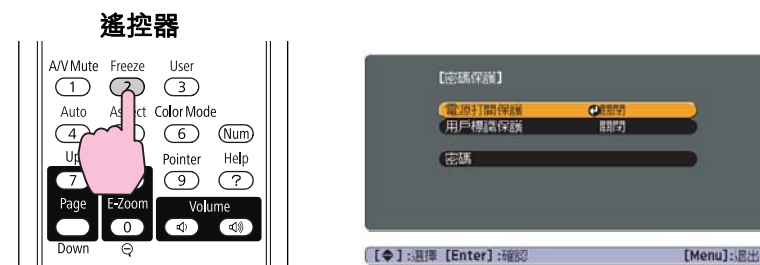 遙控器
A/V Mute Freeze User
1 2 3
Auto Color Mode
4 6 Num
Up Pointer Help
7 9 ?
Page E-Zoom Volume
0
Down
【密碼保護】
電源打開保護 關閉
用戶標識保護 關閉
密碼
[◆]:選擇 [Enter]:確認 [Menu]:退出